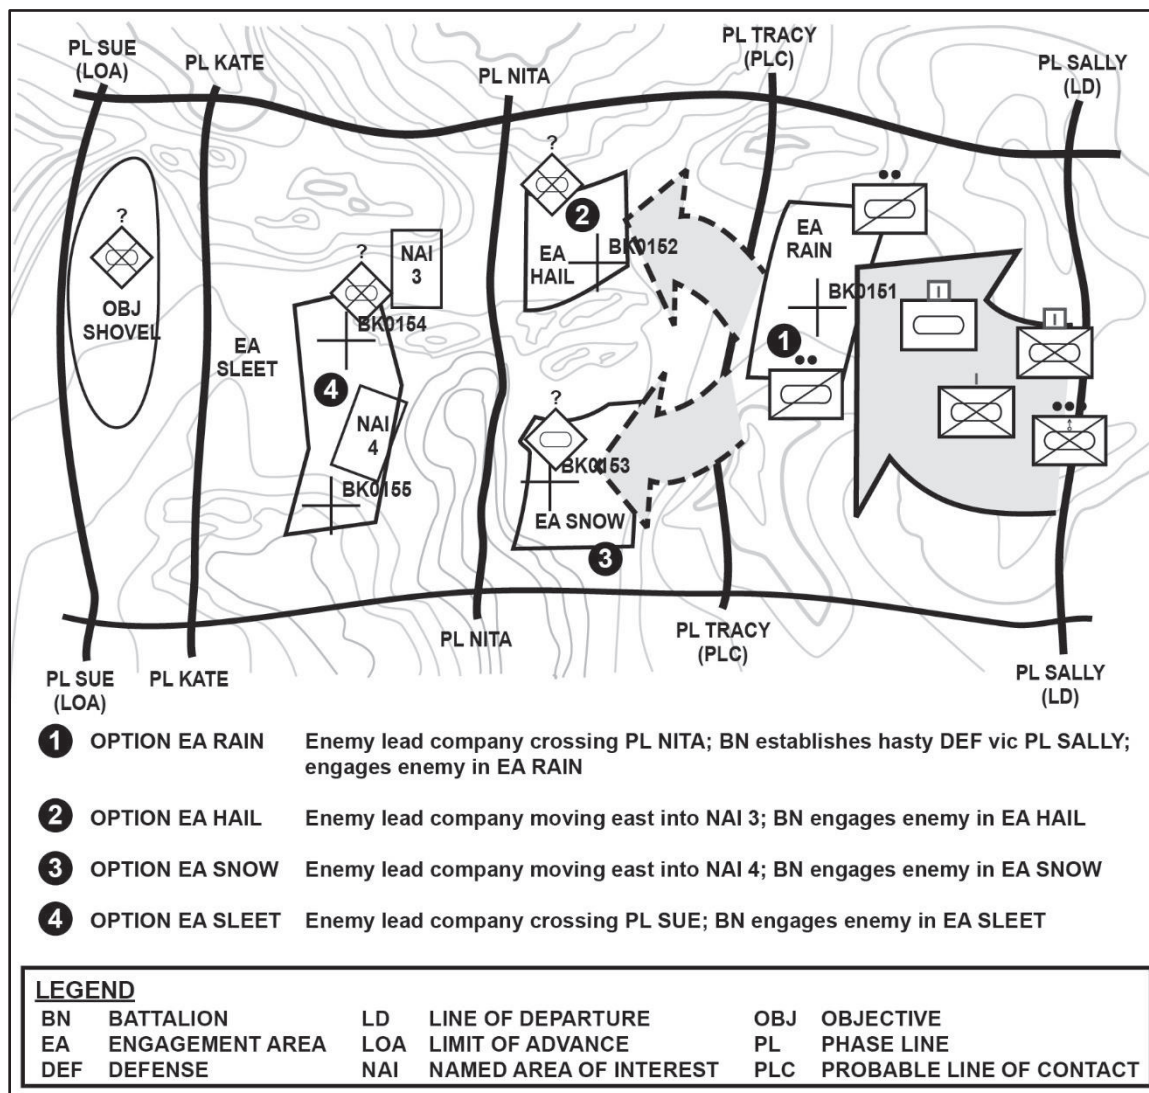 PL SUE
(LOA)
PL KATE
PL NITA
PL TRACY
(PLC)
PL SALLY
(LD)
?
OBJ
SHOVEL
EA
SLEET
?
NAI
3
BK0154
4
NAI
4
BK0155
?
2
EA
HAIL
BK0152
?
BK0153
EA SNOW
3
EA
RAIN
BK0151
1
I
I
I
PL SUE
(LOA)
PL KATE
PL NITA
PL TRACY
(PLC)
PL SALLY
(LD)
1 OPTION EA RAIN Enemy lead company crossing PL NITA; BN establishes hasty DEF vic PL SALLY;
engages enemy in EA RAIN
2 OPTION EA HAIL Enemy lead company moving east into NAI 3; BN engages enemy in EA HAIL
3 OPTION EA SNOW Enemy lead company moving east into NAI 4; BN engages enemy in EA SNOW
4 OPTION EA SLEET Enemy lead company crossing PL SUE; BN engages enemy in EA SLEET
LEGEND
BN BATTALION LD LINE OF DEPARTURE OBJ OBJECTIVE
EA ENGAGEMENT AREA LOA LIMIT OF ADVANCE PL PHASE LINE
DEF DEFENSE NAI NAMED AREA OF INTEREST PLC PROBABLE LINE OF CONTACT